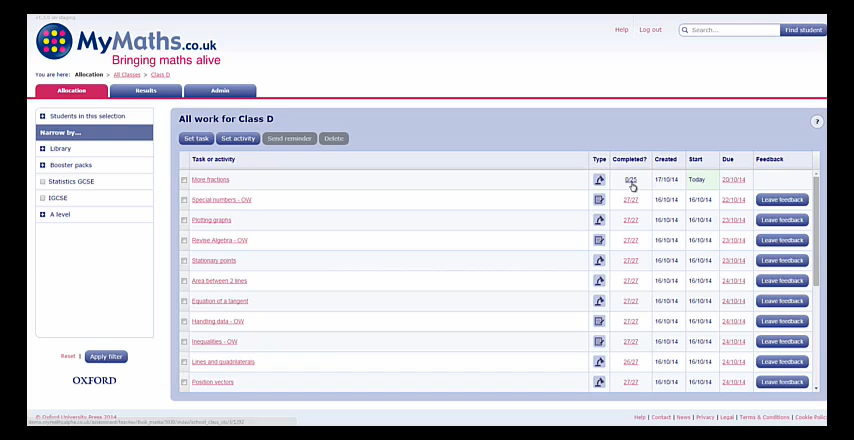 MyMaths.co.uk
Bringing maths alive
Help Log out Search... Find student
You are here: Allocation > All Classes > Class D
Allocation Results Admin
Students in this selection
Narrow by...
Library
Booster packs
Statistics GCSE
IGCSE
A level
Reset | Apply filter
OXFORD
All work for Class D ?
Set task Set activity Send reminder Delete
Task or activity Type Completed? Created Start Due Feedback
More fractions 0/25 17/10/14 Today 20/10/14
Special numbers - OW 27/27 16/10/14 16/10/14 22/10/14 Leave feedback
Plotting graphs 27/27 16/10/14 16/10/14 23/10/14 Leave feedback
Revise Algebra - OW 27/27 16/10/14 16/10/14 23/10/14 Leave feedback
Stationary points 27/27 16/10/14 16/10/14 23/10/14 Leave feedback
Area between 2 lines 27/27 16/10/14 16/10/14 24/10/14 Leave feedback
Equation of a tangent 27/27 16/10/14 16/10/14 24/10/14 Leave feedback
Handling data - OW 27/27 16/10/14 16/10/14 24/10/14 Leave feedback
Inequalities - OW 27/27 16/10/14 16/10/14 24/10/14 Leave feedback
Lines and quadrilaterals 26/27 16/10/14 16/10/14 24/10/14 Leave feedback
Position vectors 27/27 16/10/14 16/10/14 24/10/14 Leave feedback
© Oxford University Press 2014
Help | Contact | News | Privacy | Legal | Terms & Conditions | Cookie Polic